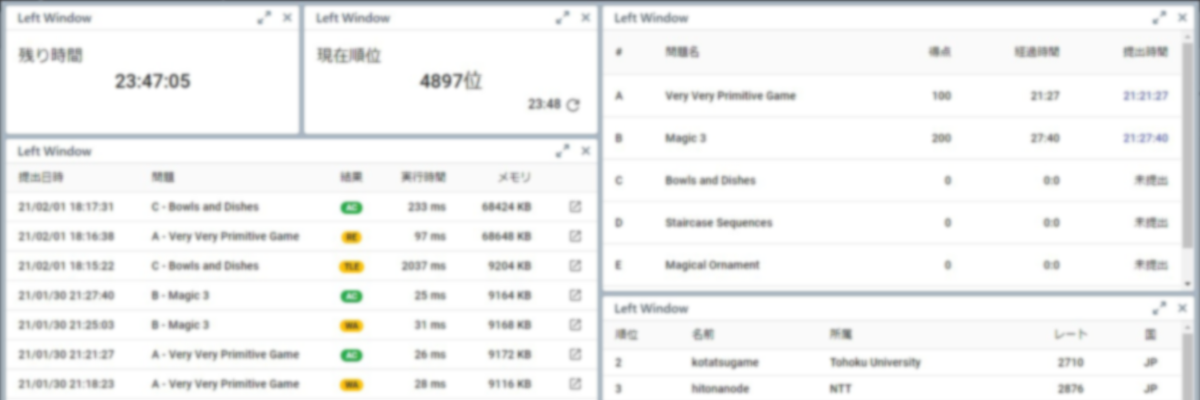 Left Window
残り時間
23:47:05
Left Window
現在順位
4897位
23:48
Left Window
提出日時 問題 結果 実行時間 メモリ
21/02/01 18:17:31 C - Bowls and Dishes AC 233 ms 68424 KB
21/02/01 18:16:38 A - Very Very Primitive Game RE 97 ms 68648 KB
21/02/01 18:15:22 C - Bowls and Dishes TLE 2037 ms 9204 KB
21/01/30 21:27:40 B - Magic 3 AC 25 ms 9164 KB
21/01/30 21:25:03 B - Magic 3 WA 31 ms 9168 KB
21/01/30 21:21:27 A - Very Very Primitive Game AC 26 ms 9172 KB
21/01/30 21:18:23 A - Very Very Primitive Game WA 28 ms 9116 KB
Left Window
# 問題名 得点 経過時間 提出時間
A Very Very Primitive Game 100 21:27 21:21:27
B Magic 3 200 27:40 21:27:40
C Bowls and Dishes 0 0:0 未提出
D Staircase Sequences 0 0:0 未提出
E Magical Ornament 0 0:0 未提出
Left Window
順位 名前 所属 レート 国
2 kotatsugame Tohoku University 2710 JP
3 hitonanode NTT 2876 JP